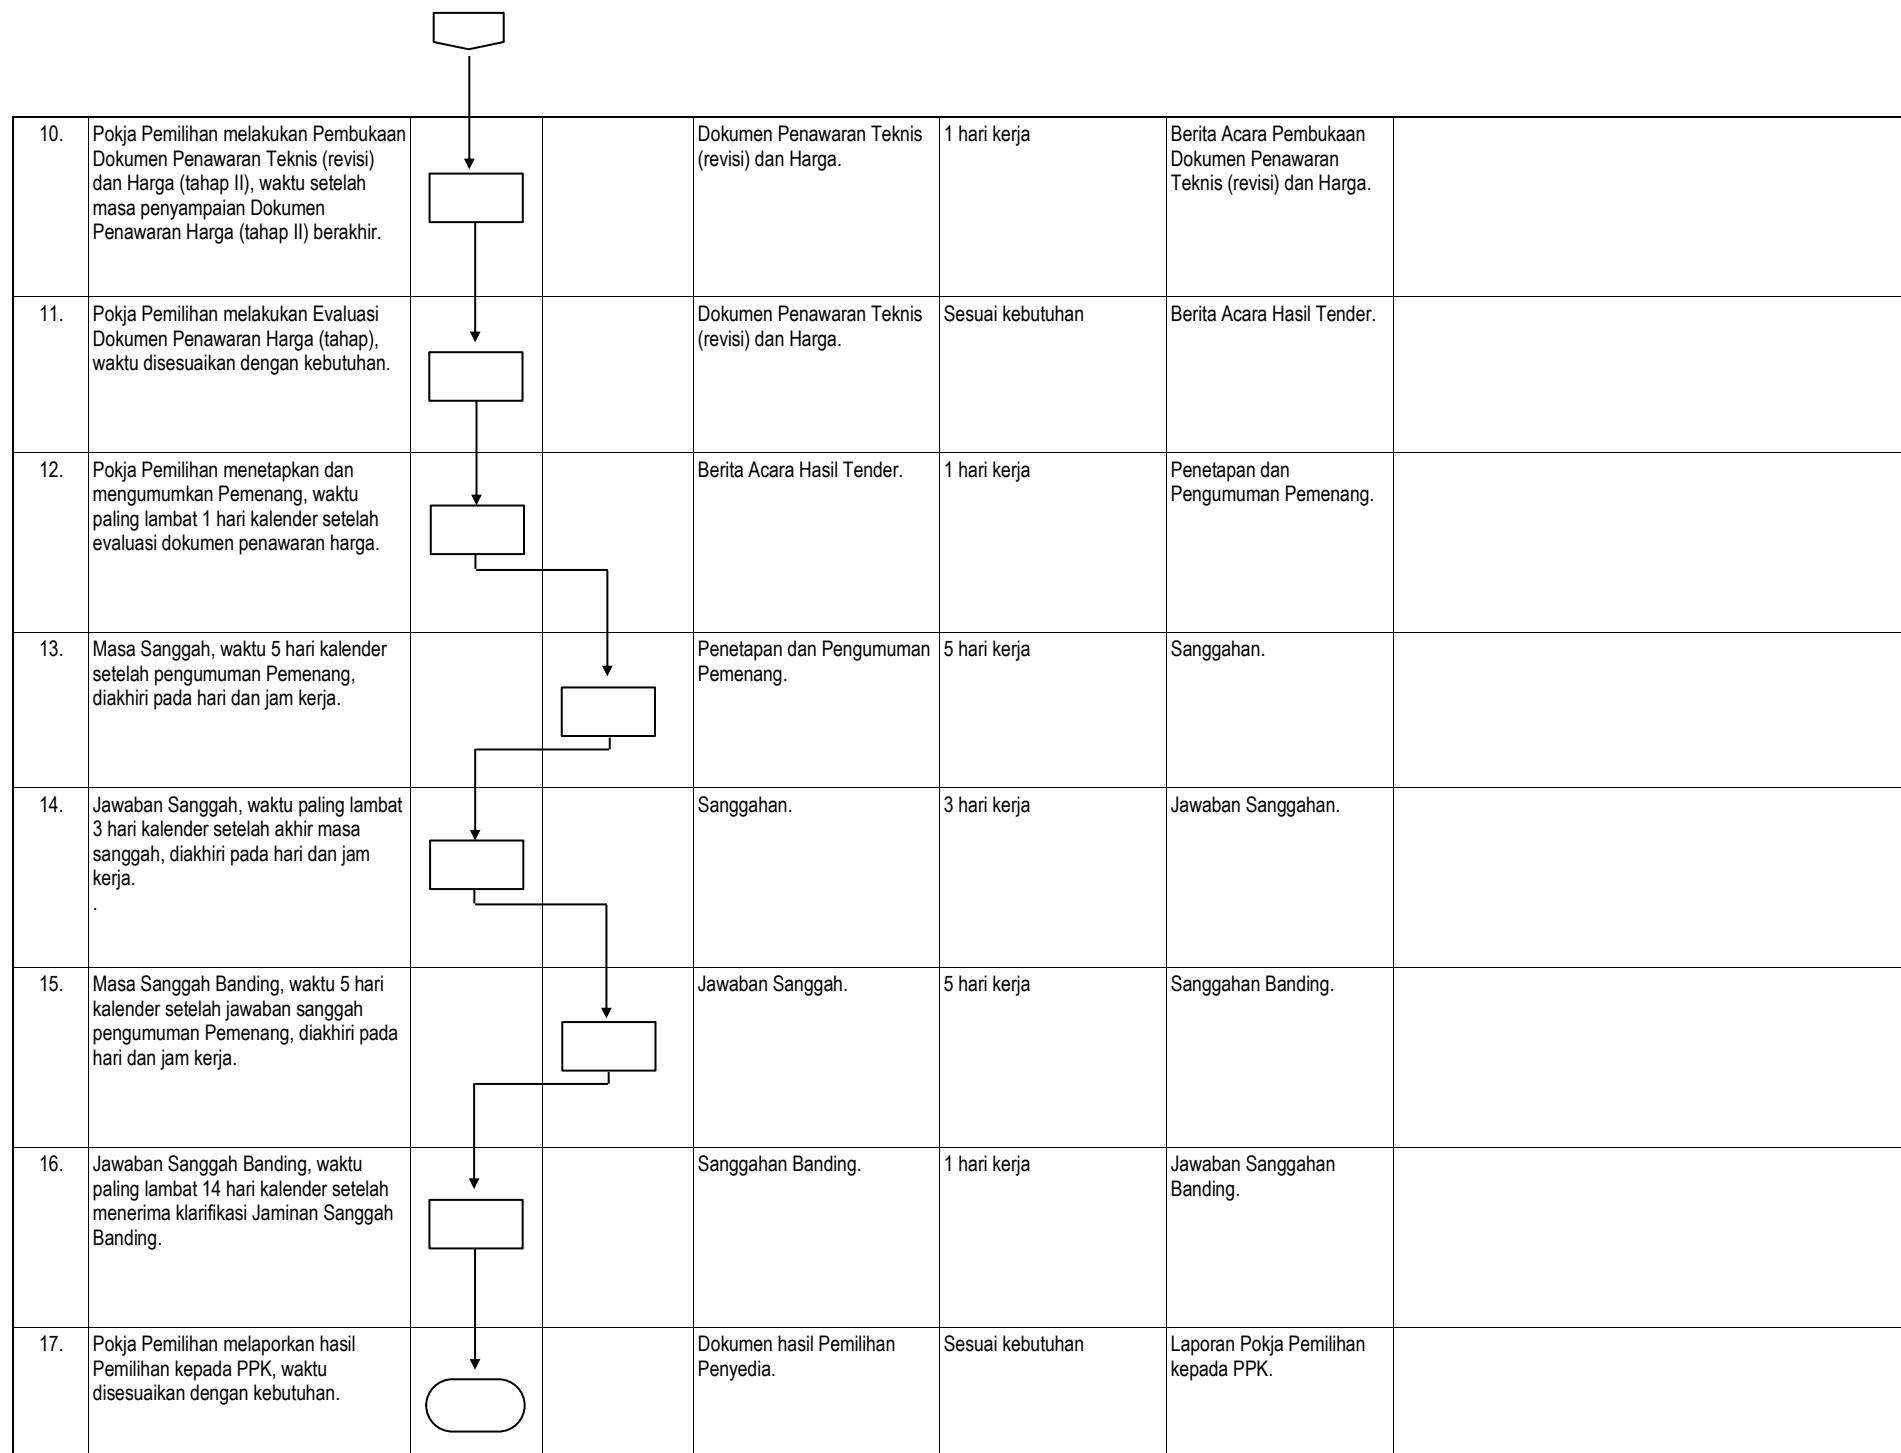 10.
Pokja Pemilihan melakukan Pembukaan
Dokumen Penawaran Teknis (revisi)
dan Harga (tahap II), waktu setelah
masa penyampaian Dokumen
Penawaran Harga (tahap II) berakhir.
Dokumen Penawaran Teknis
(revisi) dan Harga.
1 hari kerja
Berita Acara Pembukaan
Dokumen Penawaran
Teknis (revisi) dan Harga.
11.
Pokja Pemilihan melakukan Evaluasi
Dokumen Penawaran Harga (tahap),
waktu disesuaikan dengan kebutuhan.
Dokumen Penawaran Teknis
(revisi) dan Harga.
Sesuai kebutuhan
Berita Acara Hasil Tender.
12.
Pokja Pemilihan menetapkan dan
mengumumkan Pemenang, waktu
paling lambat 1 hari kalender setelah
evaluasi dokumen penawaran harga.
Berita Acara Hasil Tender.
1 hari kerja
Penetapan dan
Pengumuman Pemenang.
13.
Masa Sanggah, waktu 5 hari kalender
setelah pengumuman Pemenang,
diakhiri pada hari dan jam kerja.
Penetapan dan Pengumuman
Pemenang.
5 hari kerja
Sanggahan.
14.
Jawaban Sanggah, waktu paling lambat
3 hari kalender setelah akhir masa
sanggah, diakhiri pada hari dan jam
kerja.
.
Sanggahan.
3 hari kerja
Jawaban Sanggahan.
15.
Masa Sanggah Banding, waktu 5 hari
kalender setelah jawaban sanggah
pengumuman Pemenang, diakhiri pada
hari dan jam kerja.
Jawaban Sanggah.
5 hari kerja
Sanggahan Banding.
16.
Jawaban Sanggah Banding, waktu
paling lambat 14 hari kalender setelah
menerima klarifikasi Jaminan Sanggah
Banding.
Sanggahan Banding.
1 hari kerja
Jawaban Sanggahan
Banding.
17.
Pokja Pemilihan melaporkan hasil
Pemilihan kepada PPK, waktu
disesuaikan dengan kebutuhan.
Dokumen hasil Pemilihan
Penyedia.
Sesuai kebutuhan
Laporan Pokja Pemilihan
kepada PPK.